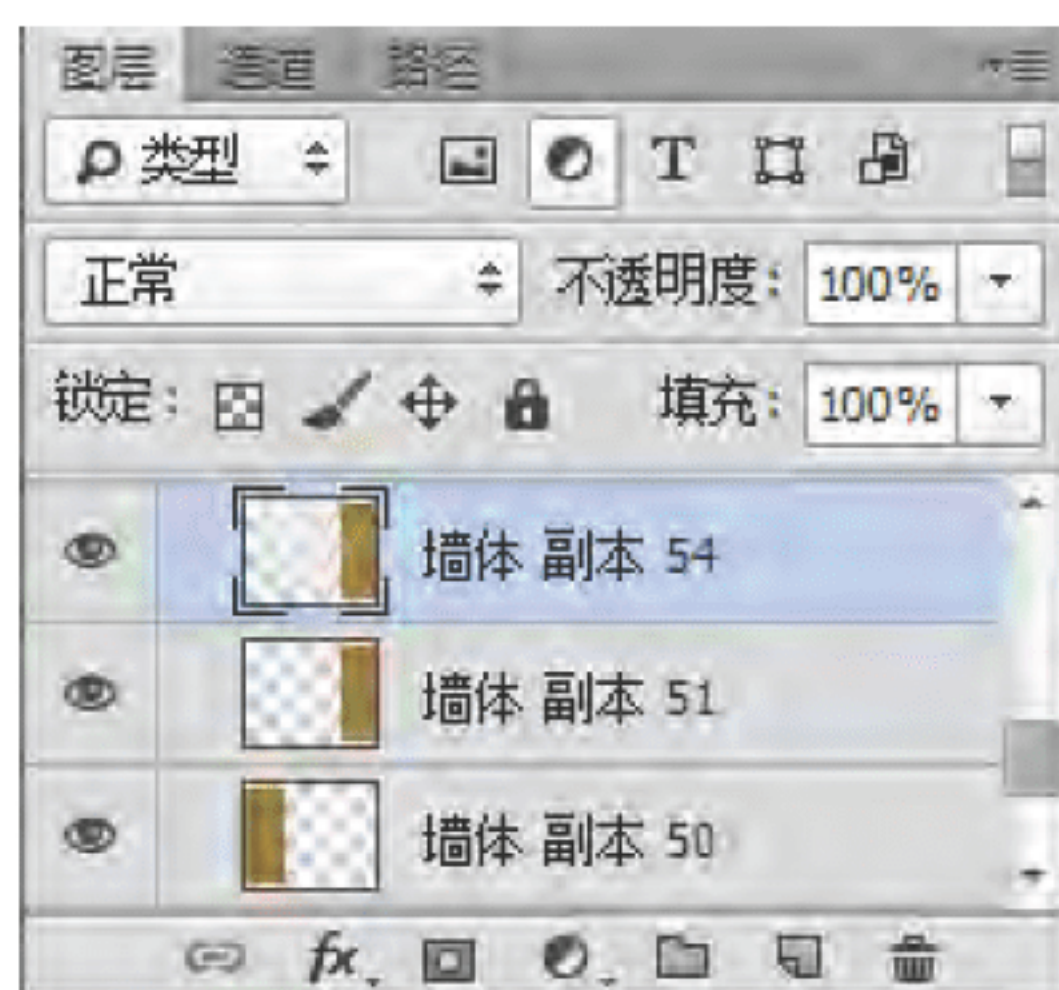 图层 通道 路径
类型 T
正常 不透明度: 100%
锁定: 填充: 100%
墙体 副本 54
墙体 副本 51
墙体 副本 50
fx.